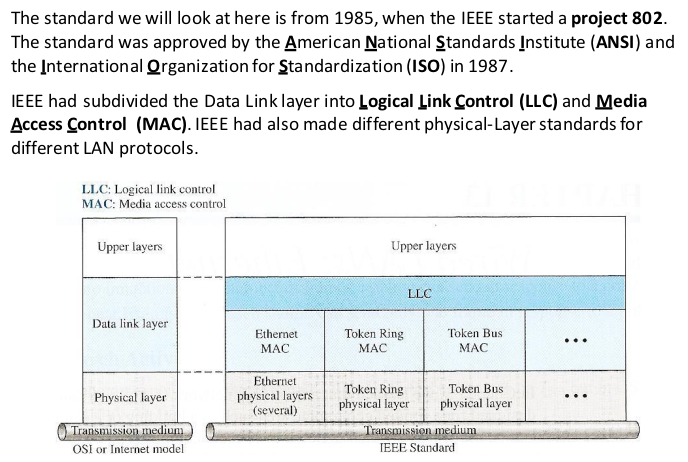 The standard we will look at here is from 1985, when the IEEE started a project 802.
The standard was approved by the American National Standards Institute (ANSI) and
the International Organization for Standardization (ISO) in 1987.
IEEE had subdivided the Data Link layer into Logical Link Control (LLC) and Media
Access Control (MAC). IEEE had also made different physical-Layer standards for
different LAN protocols.
LLC: Logical link control
MAC: Media access control
Upper layers
Upper layers
LLC
Data link layer
Ethernet
MAC
Token Ring
MAC
Token Bus
MAC
•••
Physical layer
Ethernet
physical layers
(several)
Token Ring
physical layer
Token Bus
physical layer
•••
Transmission medium
Transmission medium
OSI or Internet model
IEEE Standard